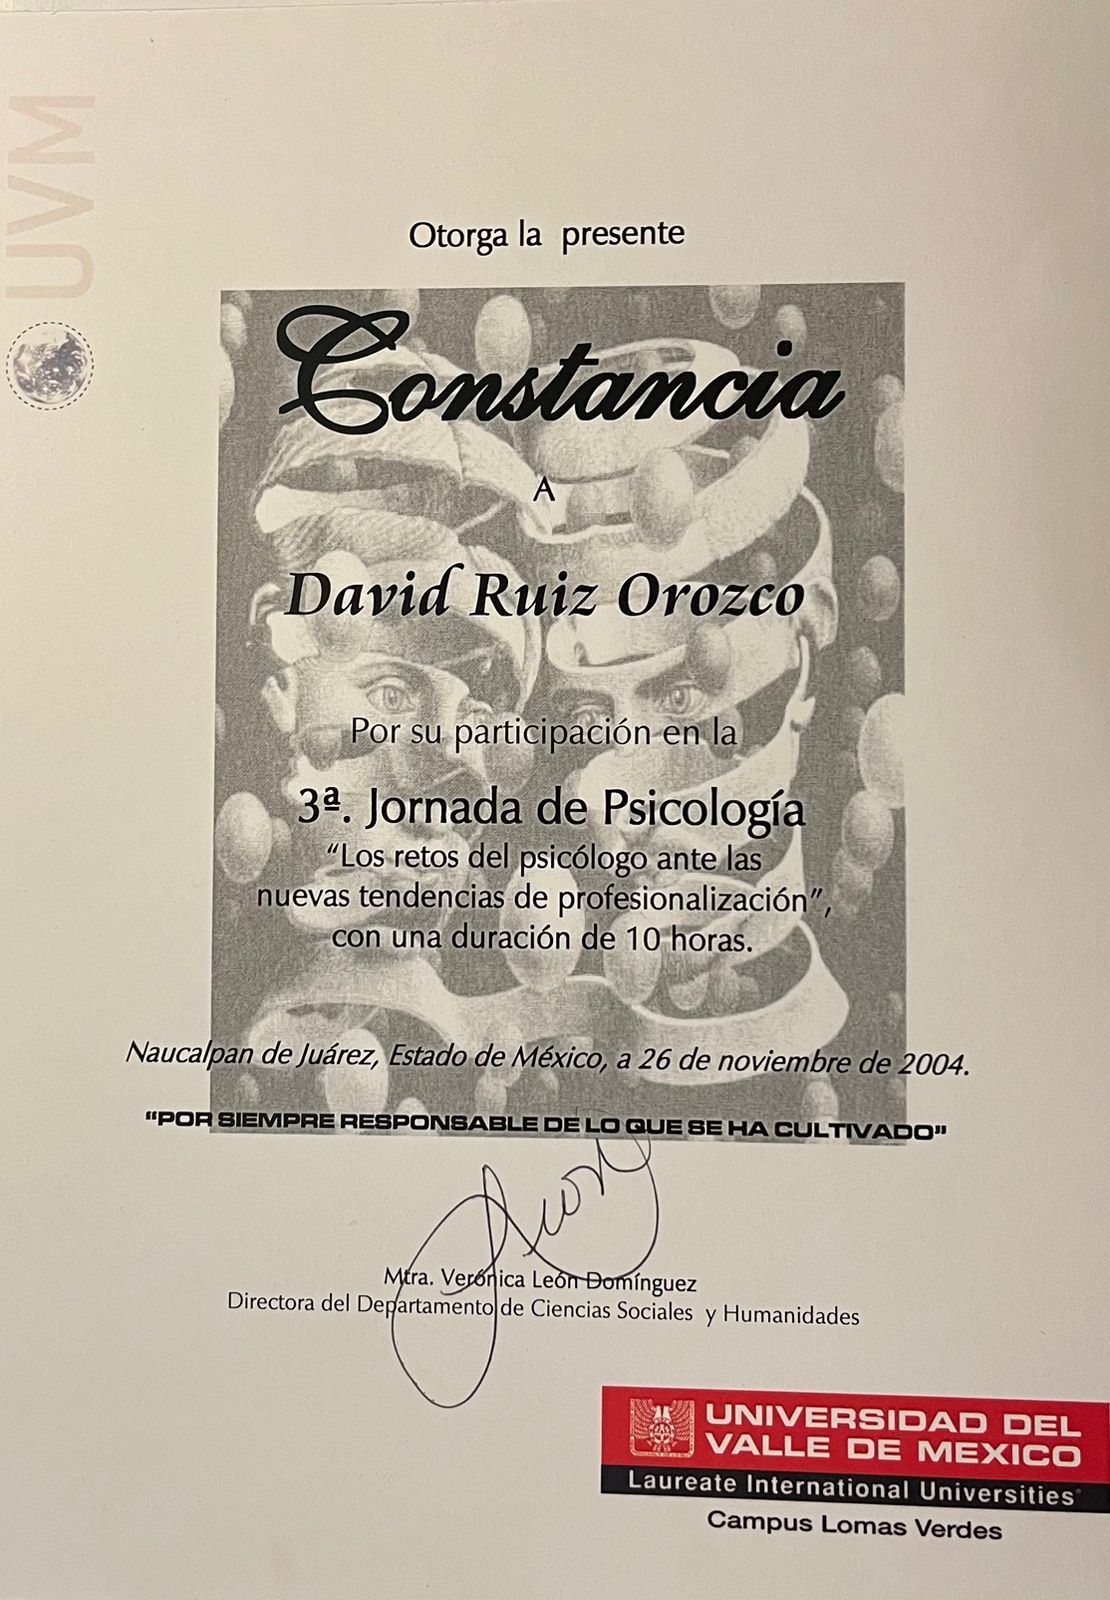 UVM
Otorga la presente
Constancia
A
David Ruiz Orozco
Por su participación en la
3ª. Jornada de Psicología
“Los retos del psicólogo ante las
nuevas tendencias de profesionalización”,
con una duración de 10 horas.
Naucalpan de Juárez, Estado de México, a 26 de noviembre de 2004.
“POR SIEMPRE RESPONSABLE DE LO QUE SE HA CULTIVADO”
Mtra. Verónica León Domínguez
Directora del Departamento de Ciencias Sociales y Humanidades
UNIVERSIDAD DEL
VALLE DE MEXICO
Laureate International Universities
Campus Lomas Verdes